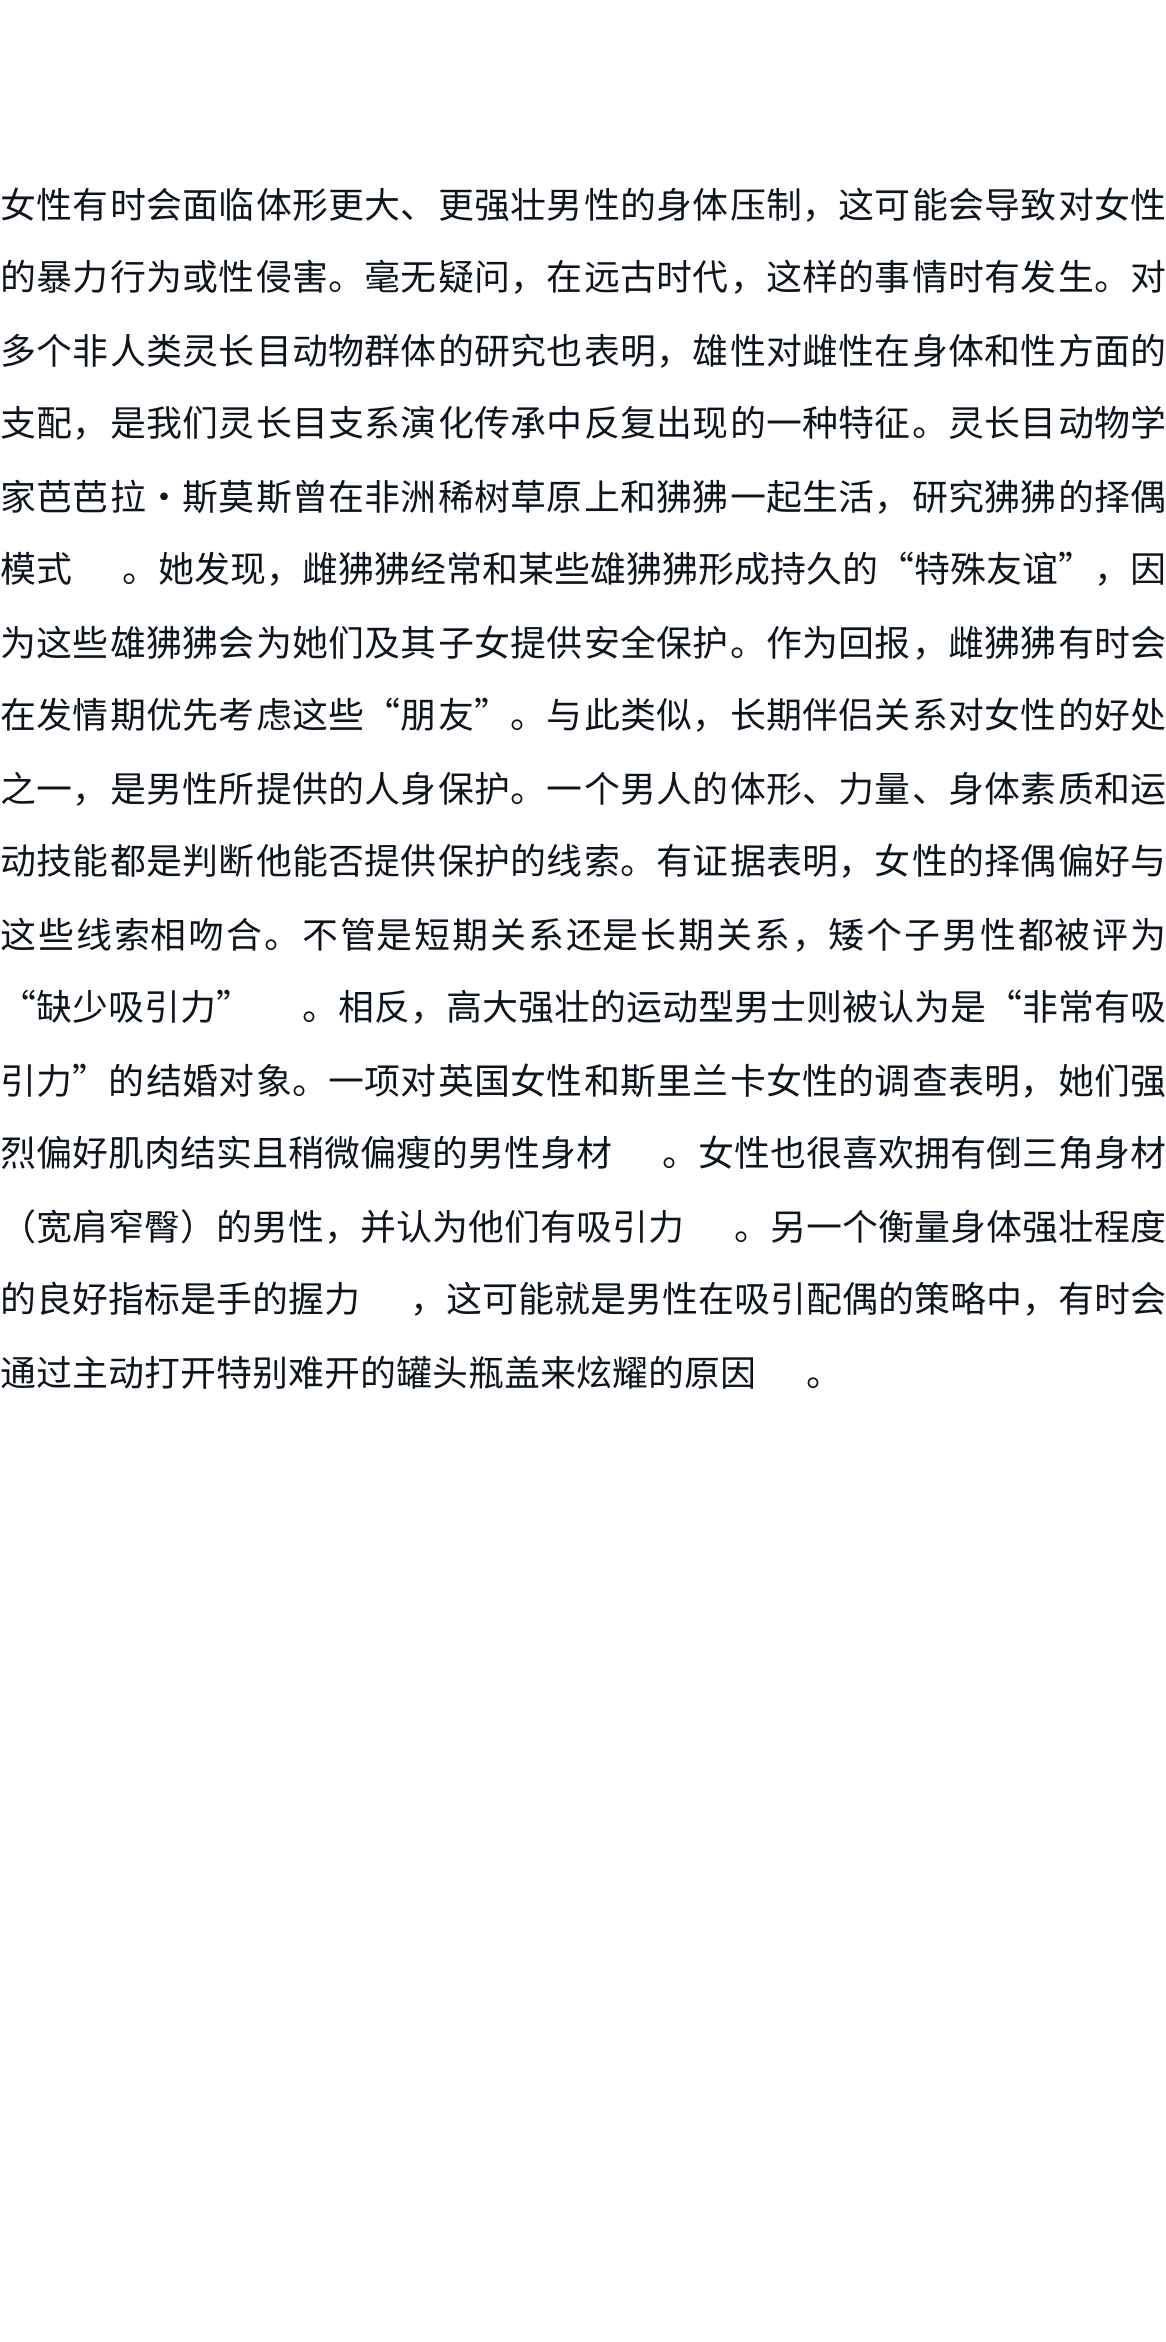 女性有时会面临体形更大、更强壮男性的身体压制，这可能会导致对女性
的暴力行为或性侵害。毫无疑问，在远古时代，这样的事情时有发生。对
多个非人类灵长目动物群体的研究也表明，雄性对雌性在身体和性方面的
支配，是我们灵长目支系演化传承中反复出现的一种特征。灵长目动物学
家芭芭拉·斯莫斯曾在非洲稀树草原上和狒狒一起生活，研究狒狒的择偶
模式 。她发现，雌狒狒经常和某些雄狒狒形成持久的“特殊友谊”，因
为这些雄狒狒会为她们及其子女提供安全保护。作为回报，雌狒狒有时会
在发情期优先考虑这些“朋友”。与此类似，长期伴侣关系对女性的好处
之一，是男性所提供的人身保护。一个男人的体形、力量、身体素质和运
动技能都是判断他能否提供保护的线索。有证据表明，女性的择偶偏好与
这些线索相吻合。不管是短期关系还是长期关系，矮个子男性都被评为
“缺少吸引力” 。相反，高大强壮的运动型男士则被认为是“非常有吸
引力”的结婚对象。一项对英国女性和斯里兰卡女性的调查表明，她们强
烈偏好肌肉结实且稍微偏瘦的男性身材 。女性也很喜欢拥有倒三角身材
（宽肩窄臀）的男性，并认为他们有吸引力 。另一个衡量身体强壮程度
的良好指标是手的握力 ，这可能就是男性在吸引配偶的策略中，有时会
通过主动打开特别难开的罐头瓶盖来炫耀的原因 。